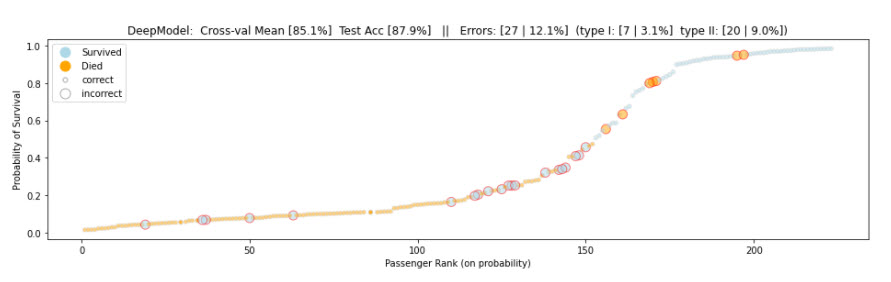 DeepModel: Cross-val Mean [85.1%] Test Acc [87.9%] || Errors: [27 | 12.1%] (type I: [7 | 3.1%] type II: [20 | 9.0%])
1.0
Survived
Died
correct
incorrect
0.8
0.6
0.4
0.2
0.0
Probability of Survival
0
50
100
150
200
Passenger Rank (on probability)